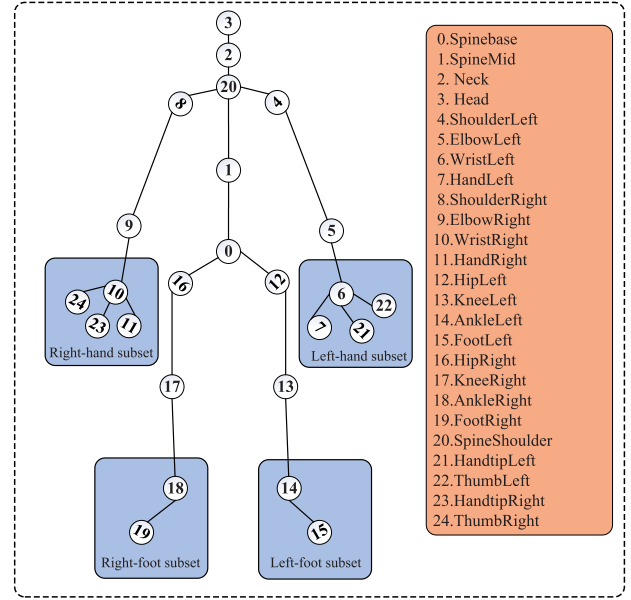 3
2
20
8
4
1
9
5
0
16
12
10
24
23
11
Right-hand subset
6
22
7
21
Left-hand subset
17
13
18
19
Right-foot subset
14
15
Left-foot subset
0.Spinebase
1.SpineMid
2. Neck
3. Head
4.ShoulderLeft
5.ElbowLeft
6.WristLeft
7.HandLeft
8.ShoulderRight
9.ElbowRight
10.WristRight
11.HandRight
12.HipLeft
13.KneeLeft
14.AnkleLeft
15.FootLeft
16.HipRight
17.KneeRight
18.AnkleRight
19.FootRight
20.SpineShoulder
21.HandtipLeft
22.ThumbLeft
23.HandtipRight
24.ThumbRight